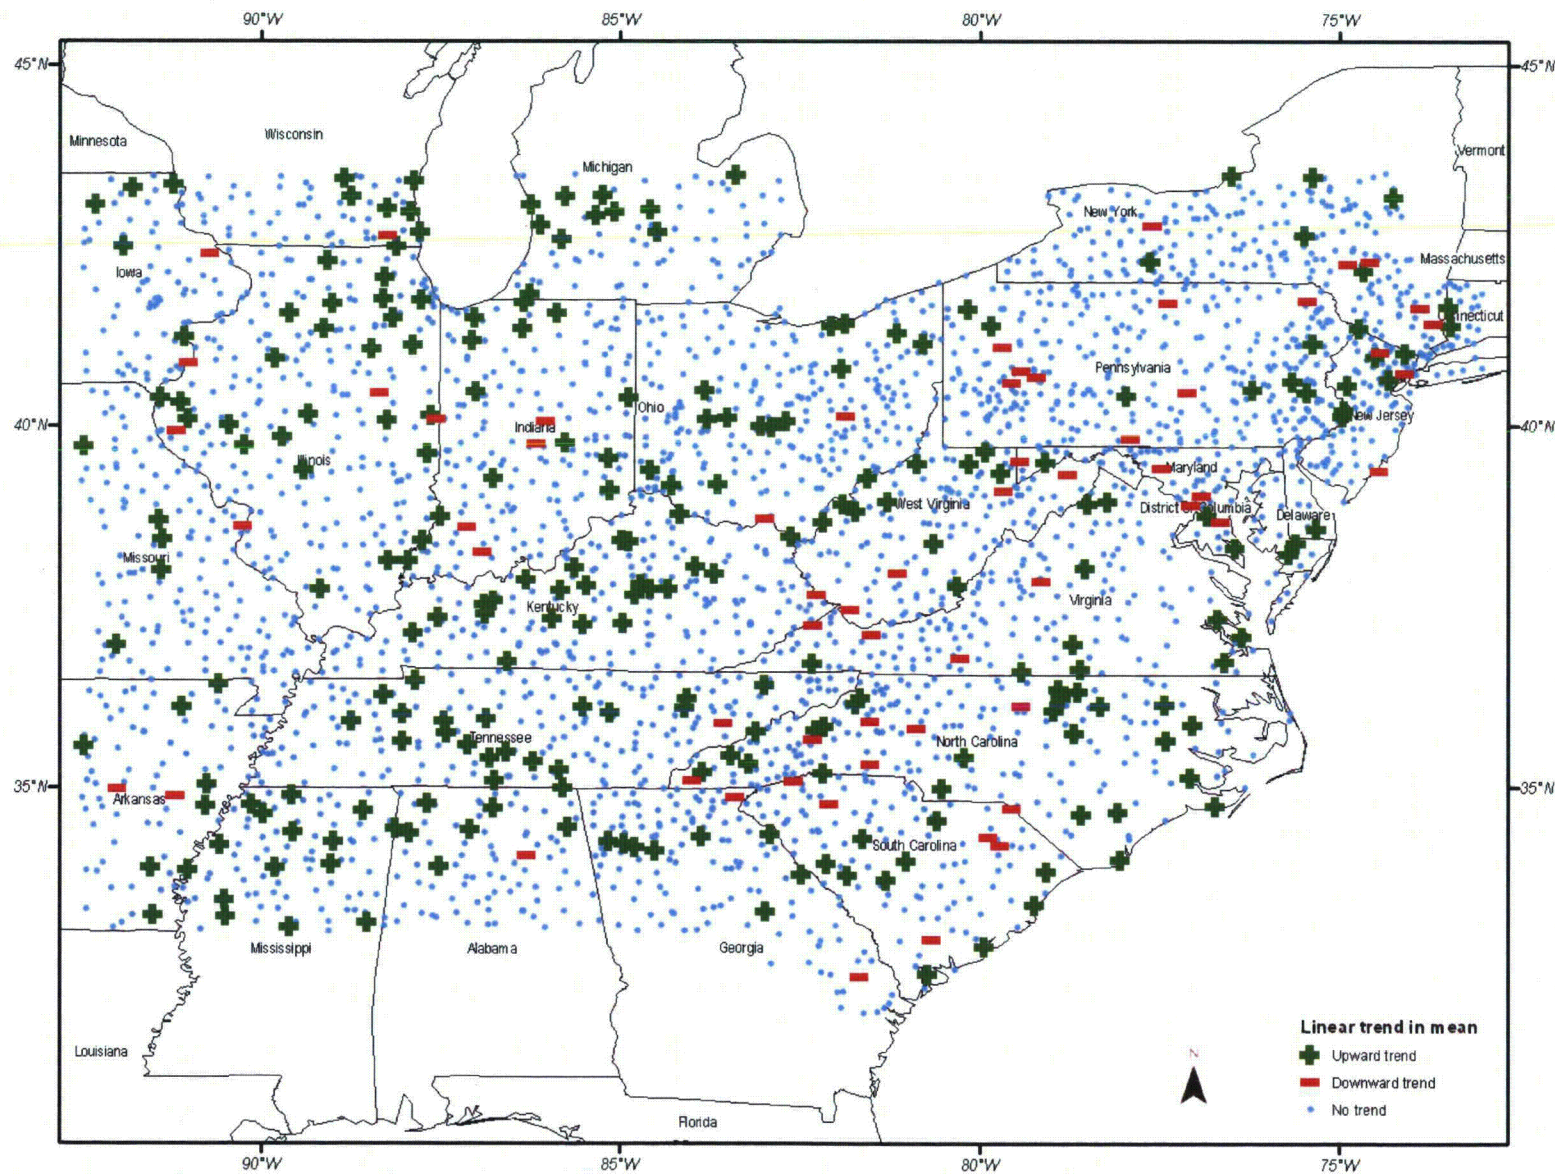 90°W 85°W 80°W 75°W
45°N 45°N
Wisconsin
Minnesota
Vermont
Michigan
New York
Massachusetts
Iowa
Connecticut
Pennsylvania
Ohio
New Jersey
40°N 40°N
Indiana
Illinois
Maryland
West Virginia
District of Columbia
Delaware
Missouri
Virginia
Kentucky
Tennessee
North Carolina
35°N 35°N
Arkansas
South Carolina
Mississippi
Alabama
Georgia
Linear trend in mean
Louisiana
N
Upward trend
Downward trend
No trend
Florida
90°W 85°W 80°W 75°W